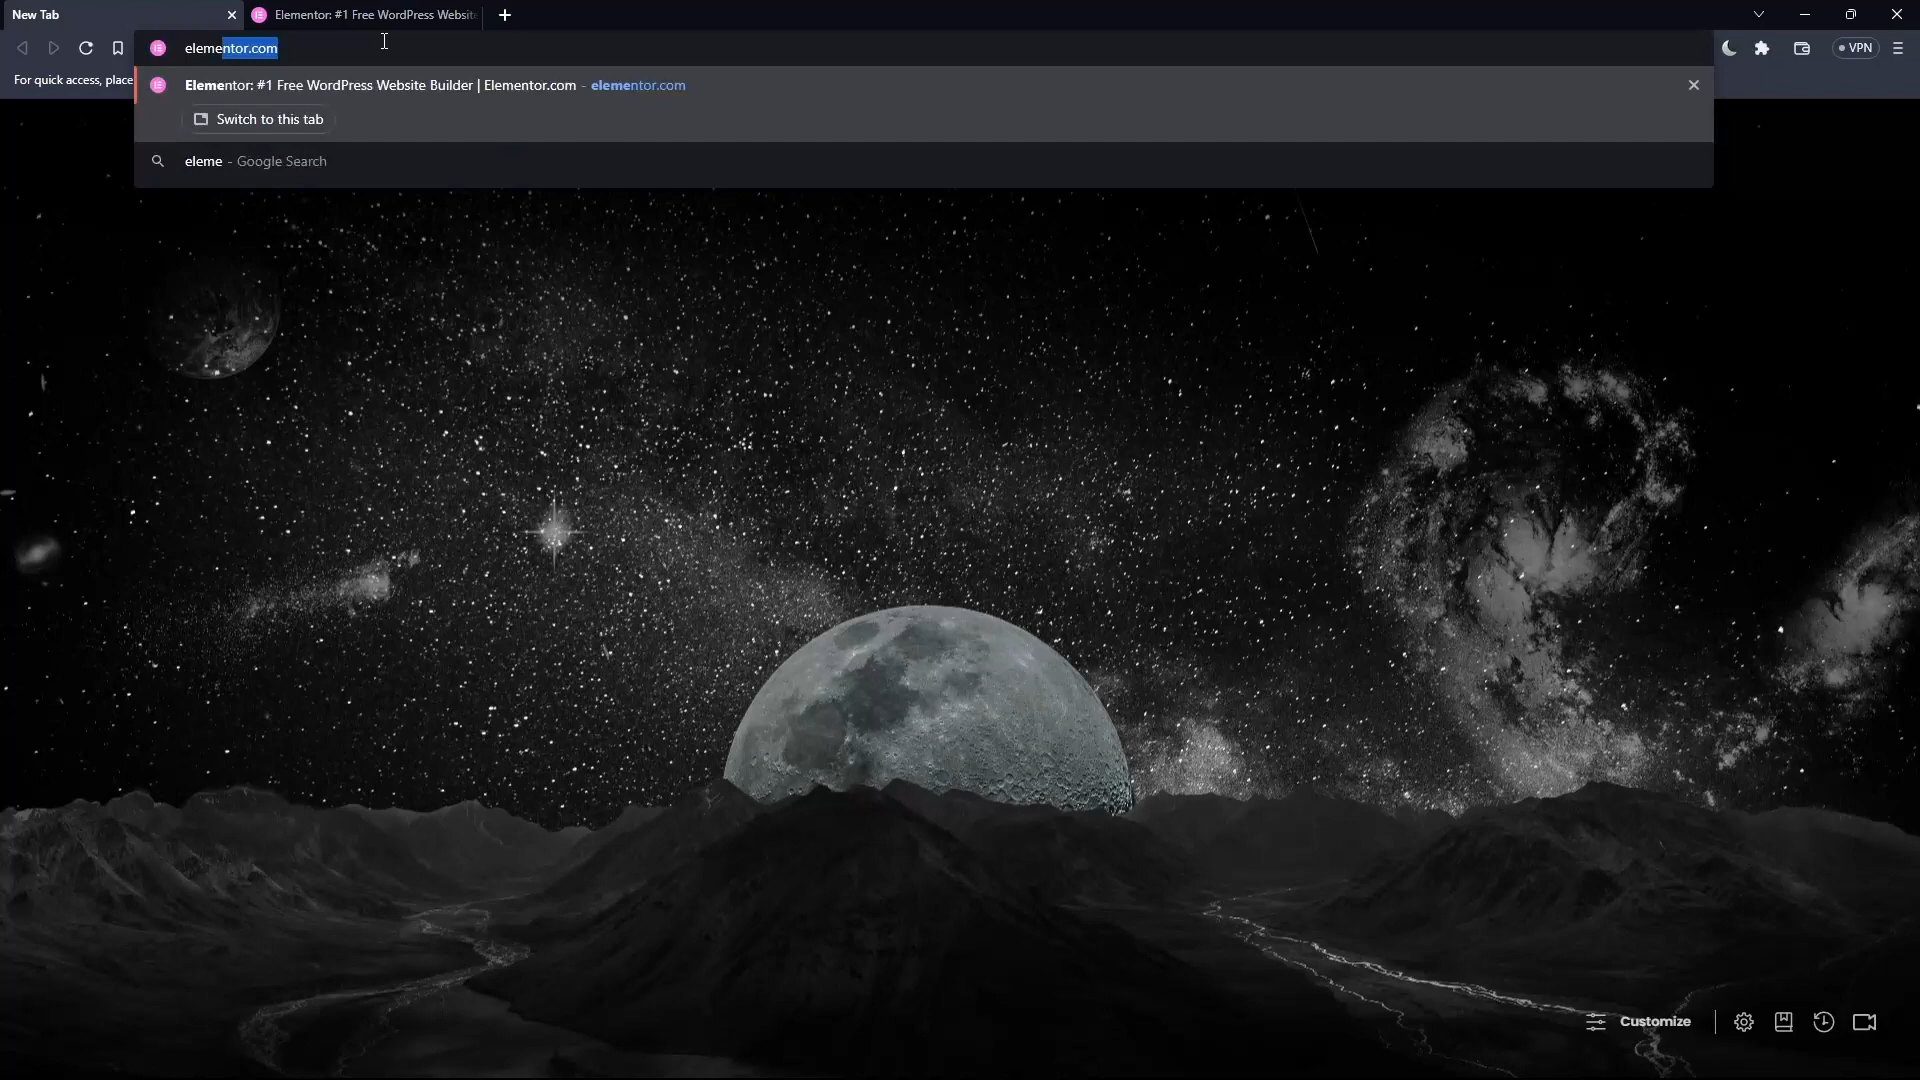 New Tab
Elementor: #1 Free WordPress Website
elementor.com
VPN
For quick access, place
Elementor: #1 Free WordPress Website Builder | Elementor.com - elementor.com
Switch to this tab
eleme - Google Search
Customize